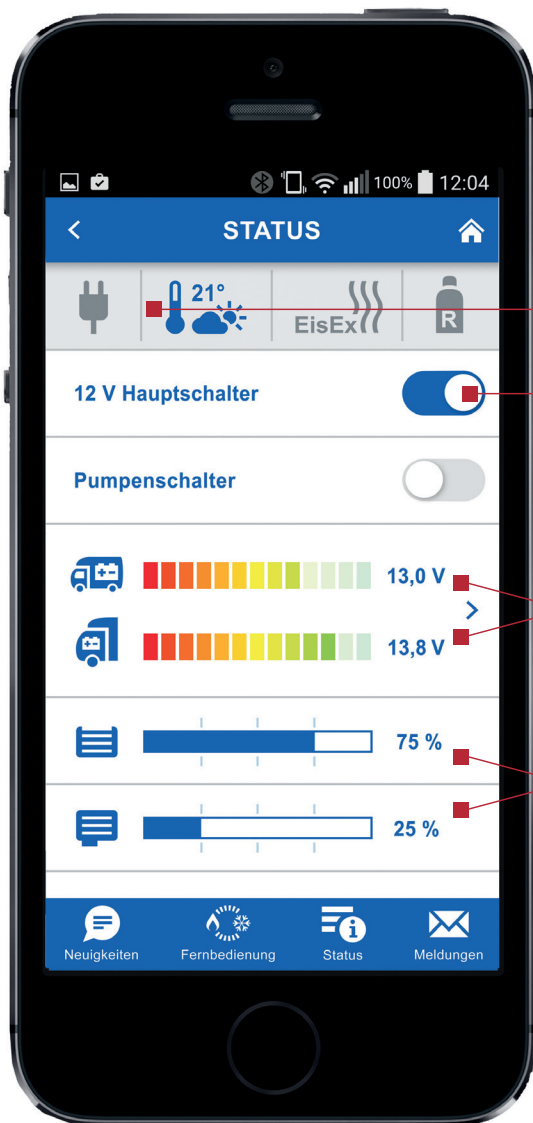 100% 12:04
STATUS
21°
EisEx
R
12 V Hauptschalter
Pumpenschalter
13,0 V
13,8 V
75 %
25 %
Neuigkeiten Fernbedienung Status Meldungen